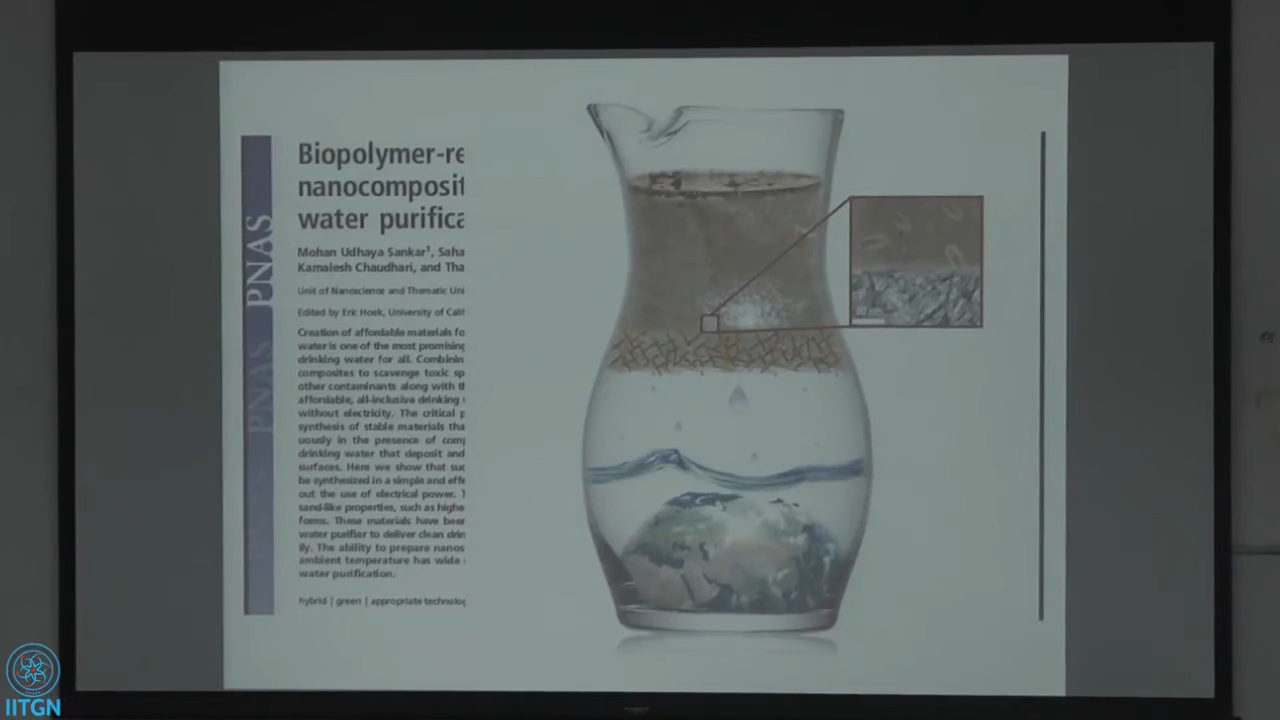 PNAS
PNAS
Biopolymer-re
nanocomposit
water purifica
Mohan Udhaya Sankar¹, Saha
Kamalesh Chaudhari, and Tha
Unit of Nanoscience and Thematic Uni
Edited by Eric Hoek, University of Calif
Creation of affordable materials fo
water is one of the most promising
drinking water for all. Combinin
composites to scavenge toxic sp
other contaminants along with th
affordable, all-inclusive drinking
without electricity. The critical p
synthesis of stable materials tha
uously in the presence of comp
drinking water that deposit and
surfaces. Here we show that suc
be synthesized in a simple and effe
out the use of electrical power. T
sand-like properties, such as highe
forms. These materials have been
water purifier to deliver clean drin
ily. The ability to prepare nanos
ambient temperature has wide
water purification.
hybrid | green | appropriate technolog
IITGN